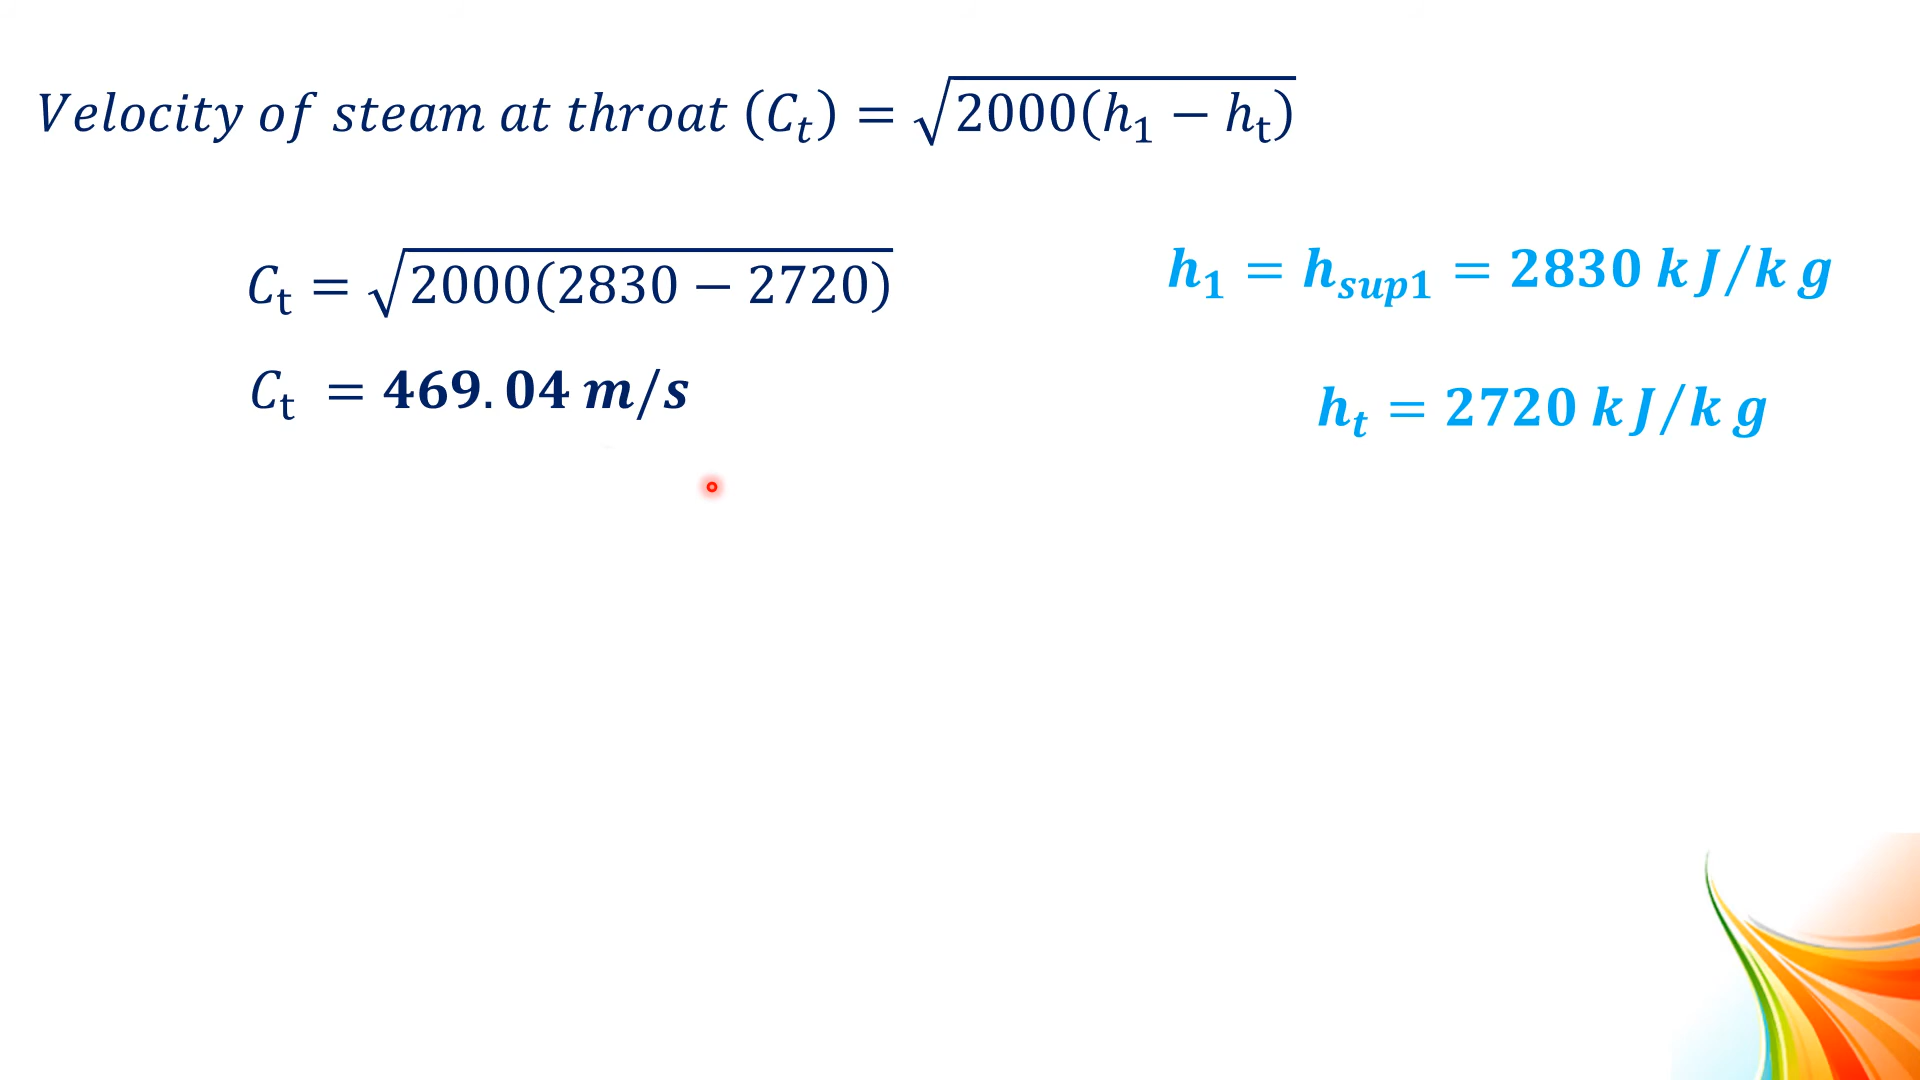 Velocity of steam at throat (Cₜ) = √2000(h₁ − hₜ)
Cₜ = √2000(2830 − 2720)
h₁ = hₛᵤₚ₁ = 2830 kJ/kg
Cₜ = 469.04 m/s
hₜ = 2720 kJ/kg